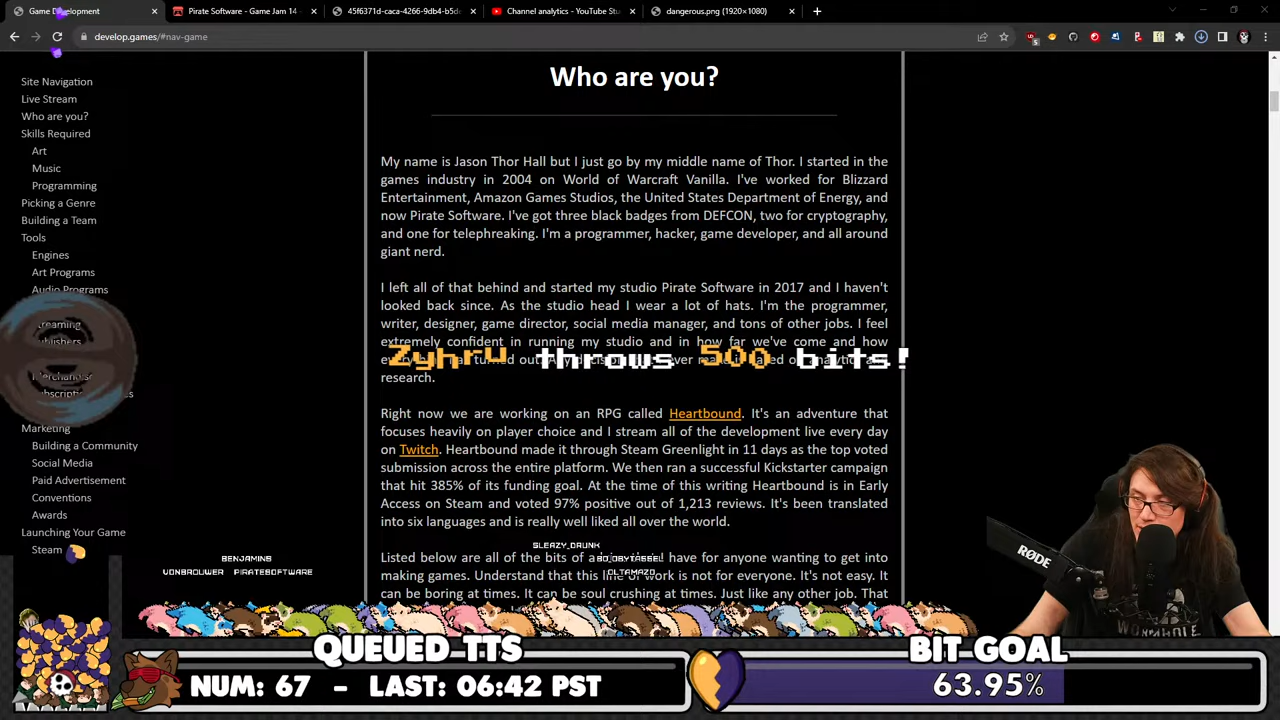 Game Development
Pirate Software - Game Jam 14 -
45f6371d-caca-4266-9db4-b5de
Channel analytics - YouTube Stu
dangerous.png (1920×1080)
develop.games/#nav-game
Site Navigation
Live Stream
Who are you?
Skills Required
Art
Music
Programming
Picking a Genre
Building a Team
Tools
Engines
Art Programs
Audio Programs
Streaming
Publishers
Merchandise
Marketing
Building a Community
Social Media
Paid Advertisement
Conventions
Awards
Launching Your Game
Steam
Who are you?
My name is Jason Thor Hall but I just go by my middle name of Thor. I started in the
games industry in 2004 on World of Warcraft Vanilla. I've worked for Blizzard
Entertainment, Amazon Games Studios, the United States Department of Energy, and
now Pirate Software. I've got three black badges from DEFCON, two for cryptography,
and one for telephreaking. I'm a programmer, hacker, game developer, and all around
giant nerd.
I left all of that behind and started my studio Pirate Software in 2017 and I haven't
looked back since. As the studio head I wear a lot of hats. I'm the programmer,
writer, designer, game director, social media manager, and tons of other jobs. I feel
extremely confident in running my studio and in how far we've come and how
Zyhru throws 500 bits!
research.
Right now we are working on an RPG called Heartbound. It's an adventure that
focuses heavily on player choice and I stream all of the development live every day
on Twitch. Heartbound made it through Steam Greenlight in 11 days as the top voted
submission across the entire platform. We then ran a successful Kickstarter campaign
that hit 385% of its funding goal. At the time of this writing Heartbound is in Early
Access on Steam and voted 97% positive out of 1,213 reviews. It's been translated
into six languages and is really well liked all over the world.
Listed below are all of the bits of I have for anyone wanting to get into
making games. Understand that this line of work is not for everyone. It's not easy. It
can be boring at times. It can be soul crushing at times. Just like any other job. That
BENJAMINS
VONBROUWER PIRATESOFTWARE
SLEAZY_DRUNK
RØDE
WORMHOLE
QUEUED TTS
NUM: 67 - LAST: 06:42 PST
BIT GOAL
63.95%